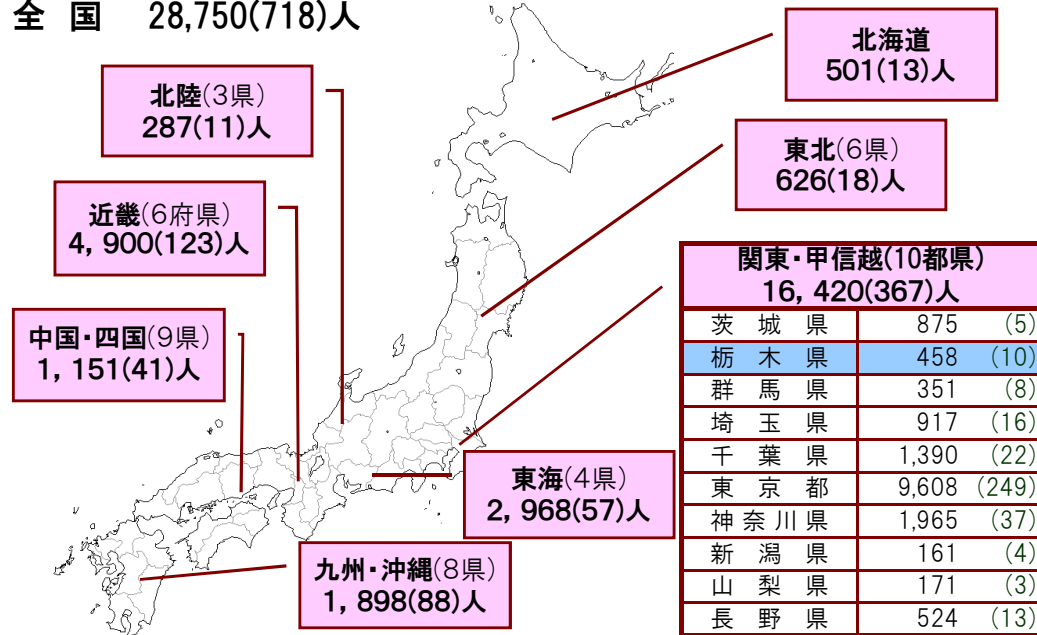 全 国 28,750(718)人
北海道
501(13)人
北陸(3県)
287(11)人
東北(6県)
626(18)人
近畿(6府県)
4, 900(123)人
関東・甲信越(10都県)
16, 420(367)人
茨 城 県 875 (5)
栃 木 県 458 (10)
群 馬 県 351 (8)
埼 玉 県 917 (16)
千 葉 県 1,390 (22)
東 京 都 9,608 (249)
神 奈 川 県 1,965 (37)
新 潟 県 161 (4)
山 梨 県 171 (3)
長 野 県 524 (13)
中国・四国(9県)
1, 151(41)人
東海(4県)
2, 968(57)人
九州・沖縄(8県)
1, 898(88)人